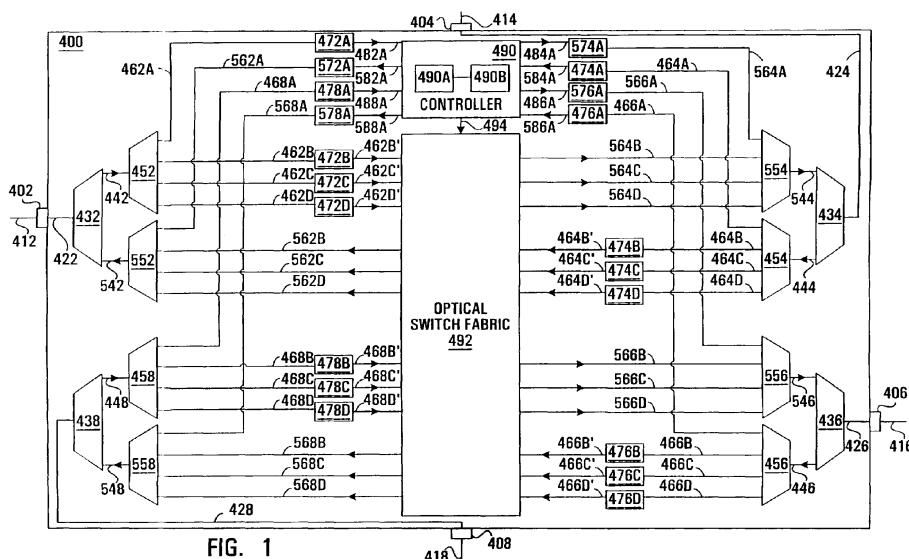 404 414
400
472A 490 574A
462A 562A 482A 484A 464A 564A
572A 490A 490B 474A
468A 582A 584A 566A 424
478A CONTROLLER 576A
568A 488A 486A 466A
578A 476A
588A 494 586A
462B 462B' 564B
452 472B 554
402 442 462C 462C' 564C 544
472C
432 462D 462D' 564D 434
412 472D
422
562B 464B' 464B
552 474B 454
562C 464C' 464C
542 474C 444
562D 464D' 464D
474D
OPTICAL
SWITCH FABRIC
492
468B 468B' 566B
458 478B 556
448 468C 468C' 566C 546 406
478C
438 468D 468D' 566D 436
478D 426 416
568B 466B' 466B
558 476B 456
568C 466C' 466C
548 476C 446
568D 466D' 466D
476D
428
FIG. 1 418 408